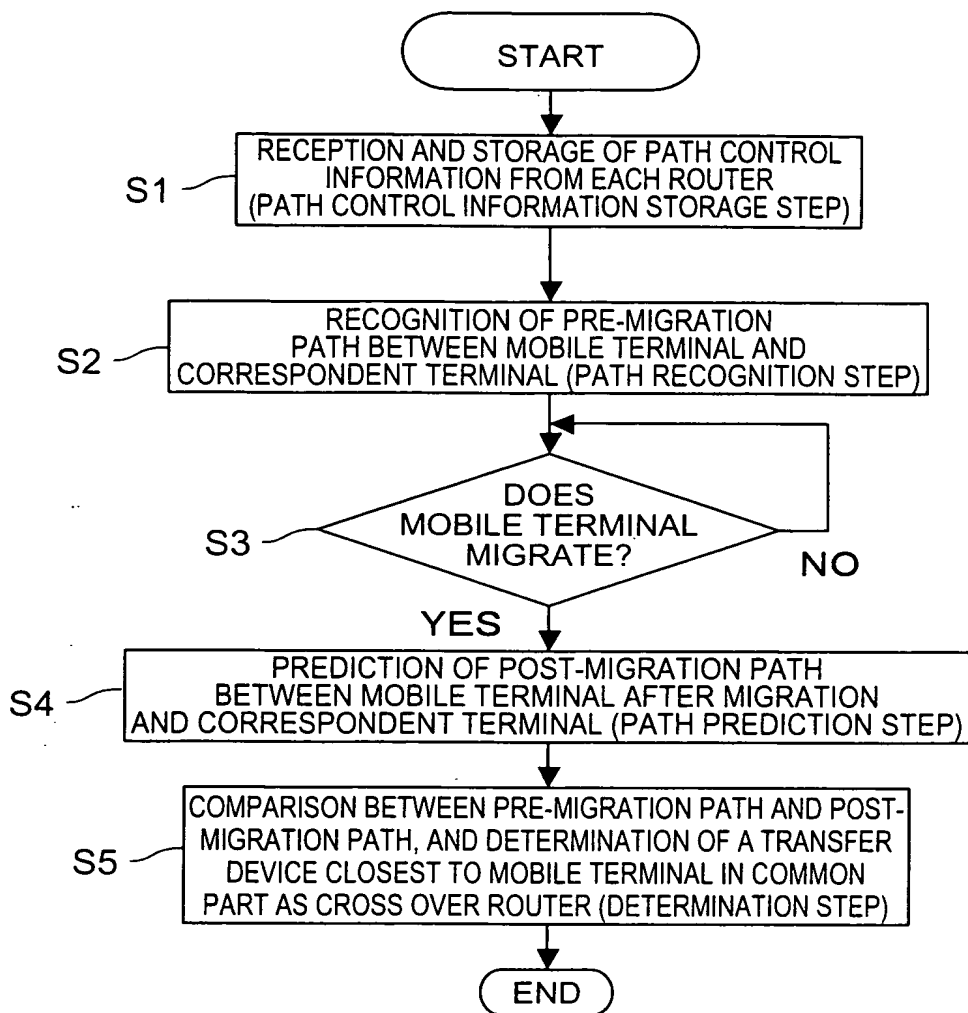 START
S1
RECEPTION AND STORAGE OF PATH CONTROL
INFORMATION FROM EACH ROUTER
(PATH CONTROL INFORMATION STORAGE STEP)
S2
RECOGNITION OF PRE-MIGRATION
PATH BETWEEN MOBILE TERMINAL AND
CORRESPONDENT TERMINAL (PATH RECOGNITION STEP)
S3
DOES
MOBILE TERMINAL
MIGRATE?
NO
YES
S4
PREDICTION OF POST-MIGRATION PATH
BETWEEN MOBILE TERMINAL AFTER MIGRATION
AND CORRESPONDENT TERMINAL (PATH PREDICTION STEP)
S5
COMPARISON BETWEEN PRE-MIGRATION PATH AND POST-
MIGRATION PATH, AND DETERMINATION OF A TRANSFER
DEVICE CLOSEST TO MOBILE TERMINAL IN COMMON
PART AS CROSS OVER ROUTER (DETERMINATION STEP)
END